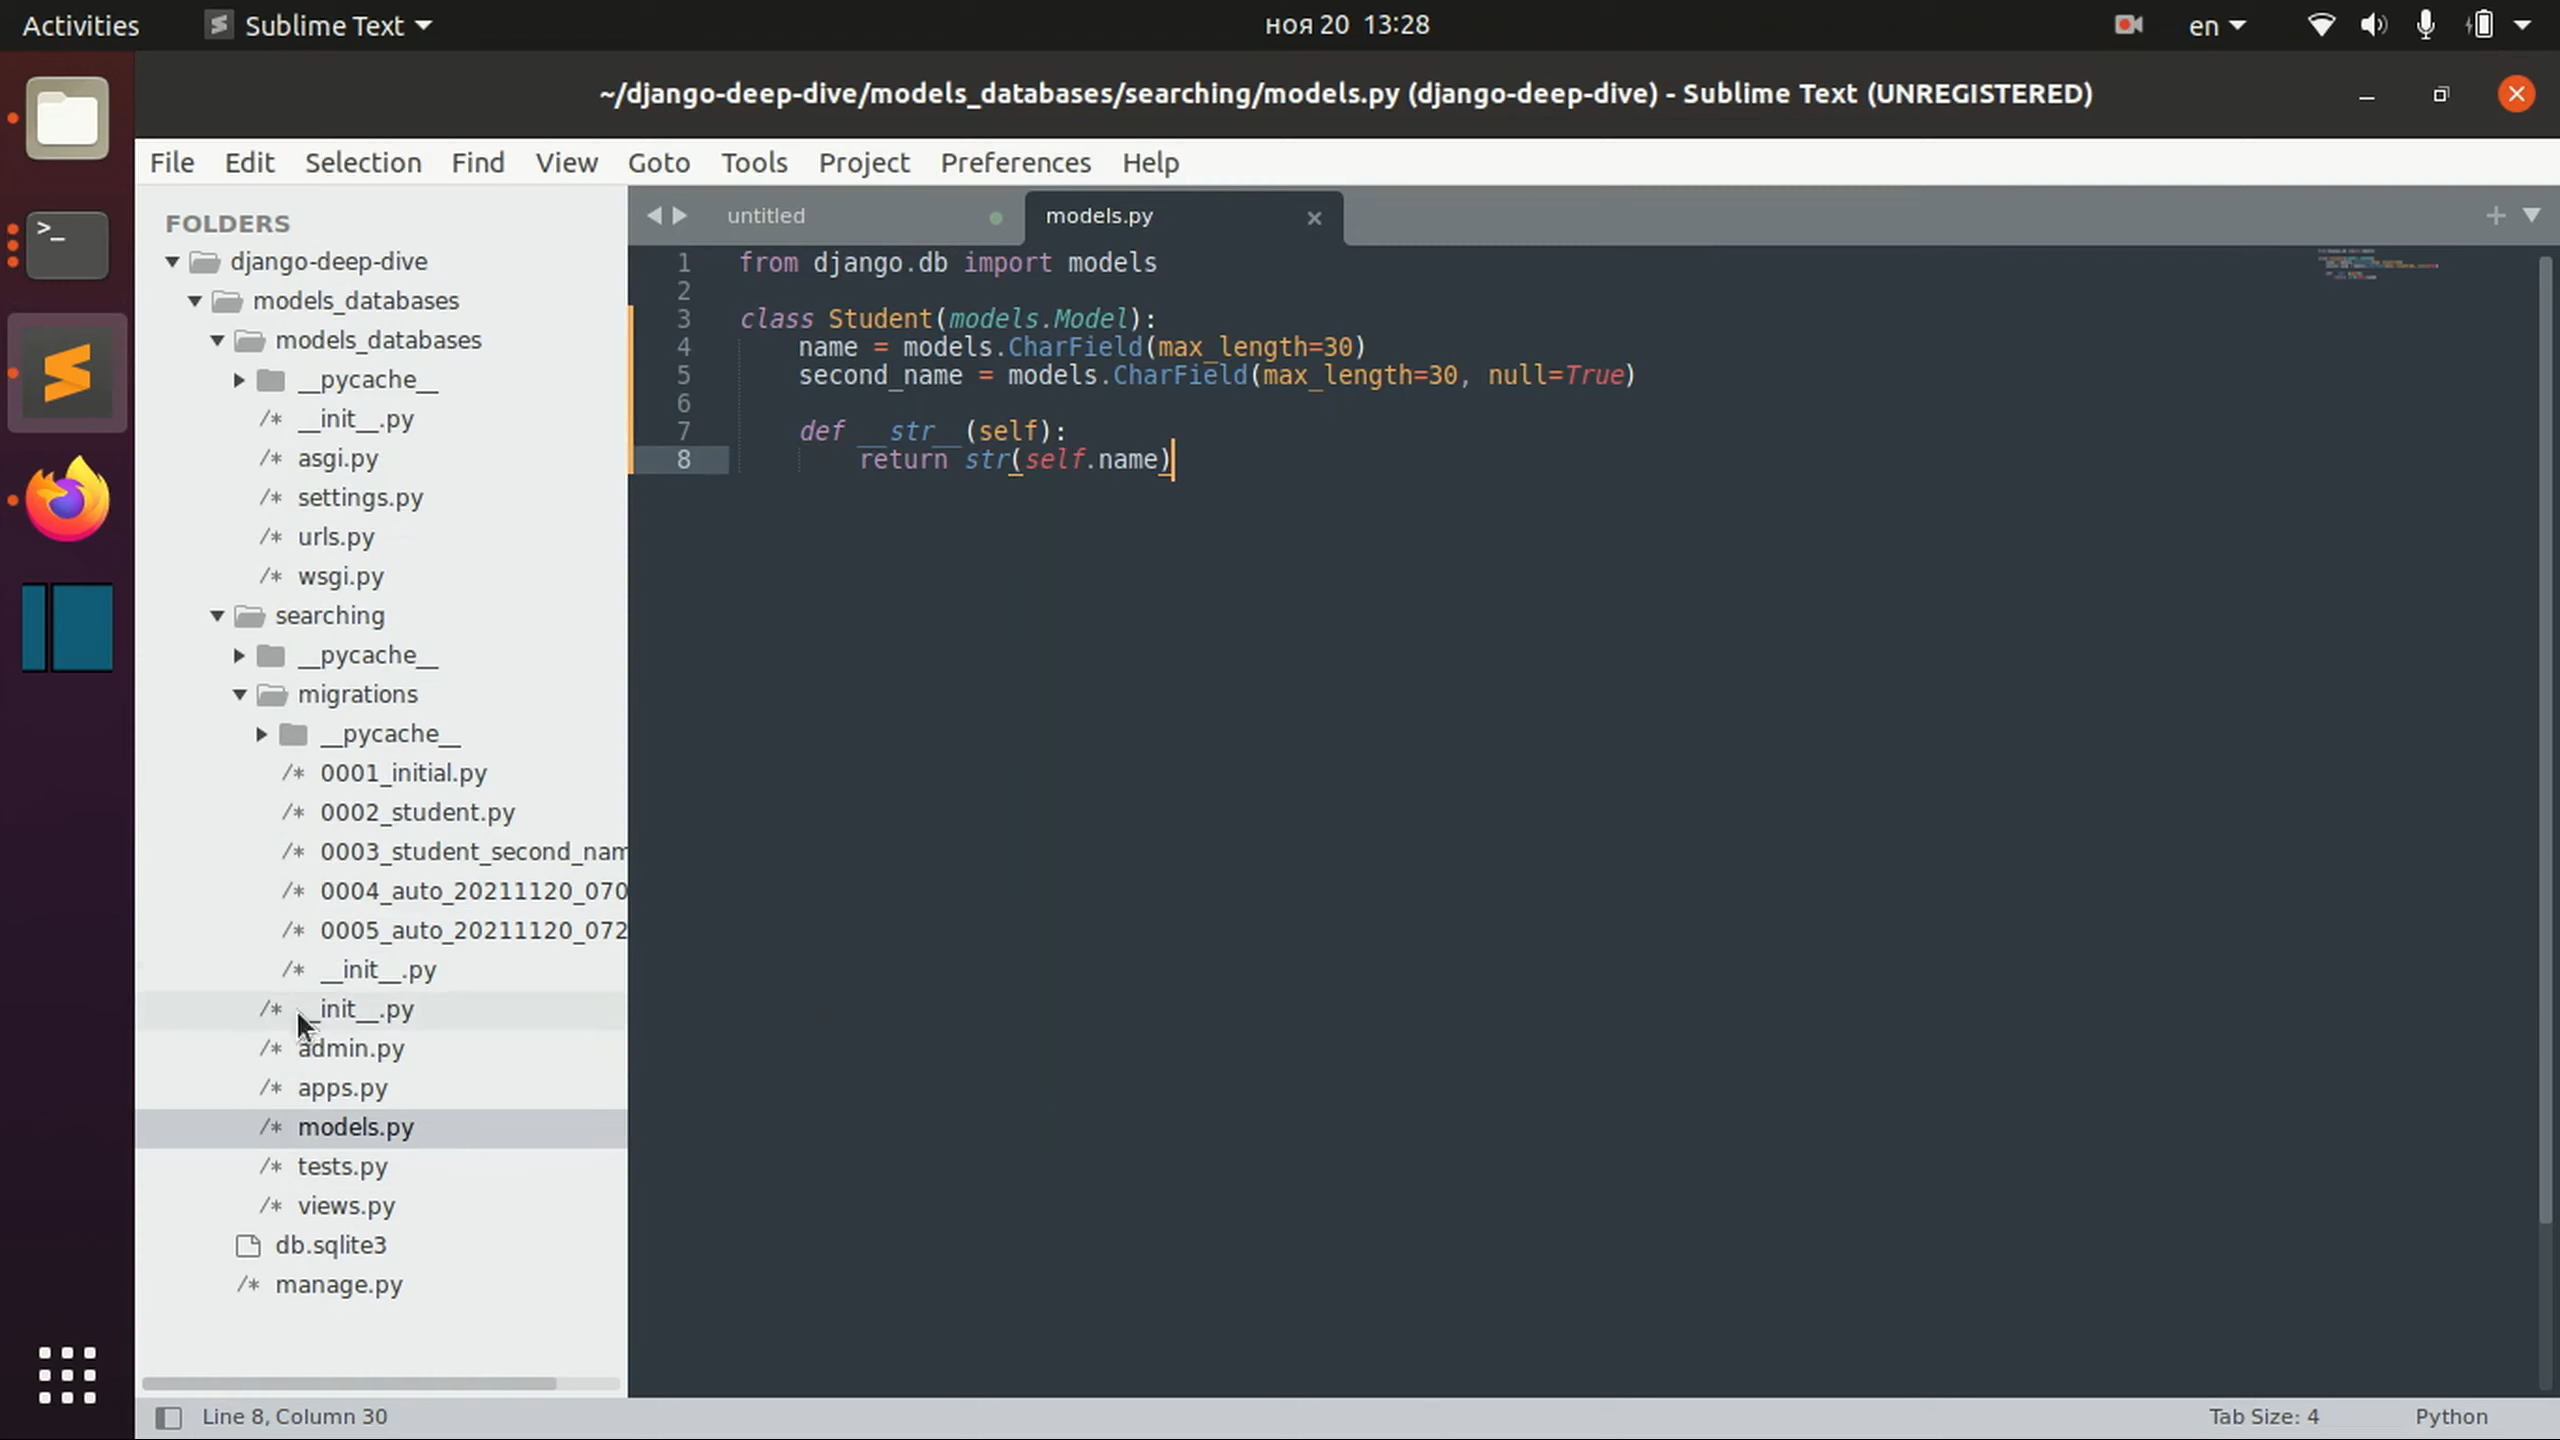 Activities
Sublime Text
ноя 20 13:28
en
~/django-deep-dive/models_databases/searching/models.py (django-deep-dive) - Sublime Text (UNREGISTERED)
File Edit Selection Find View Goto Tools Project Preferences Help
FOLDERS
django-deep-dive
models_databases
models_databases
__pycache__
/* __init__.py
/* asgi.py
/* settings.py
/* urls.py
/* wsgi.py
searching
__pycache__
migrations
__pycache__
/* 0001_initial.py
/* 0002_student.py
/* 0003_student_second_nam
/* 0004_auto_20211120_070
/* 0005_auto_20211120_072
/* __init__.py
/* __init__.py
/* admin.py
/* apps.py
/* models.py
/* tests.py
/* views.py
db.sqlite3
/* manage.py
untitled
models.py
1 from django.db import models
2
3 class Student(models.Model):
4 name = models.CharField(max_length=30)
5 second_name = models.CharField(max_length=30, null=True)
6
7 def __str__(self):
8 return str(self.name)
Line 8, Column 30
Tab Size: 4
Python